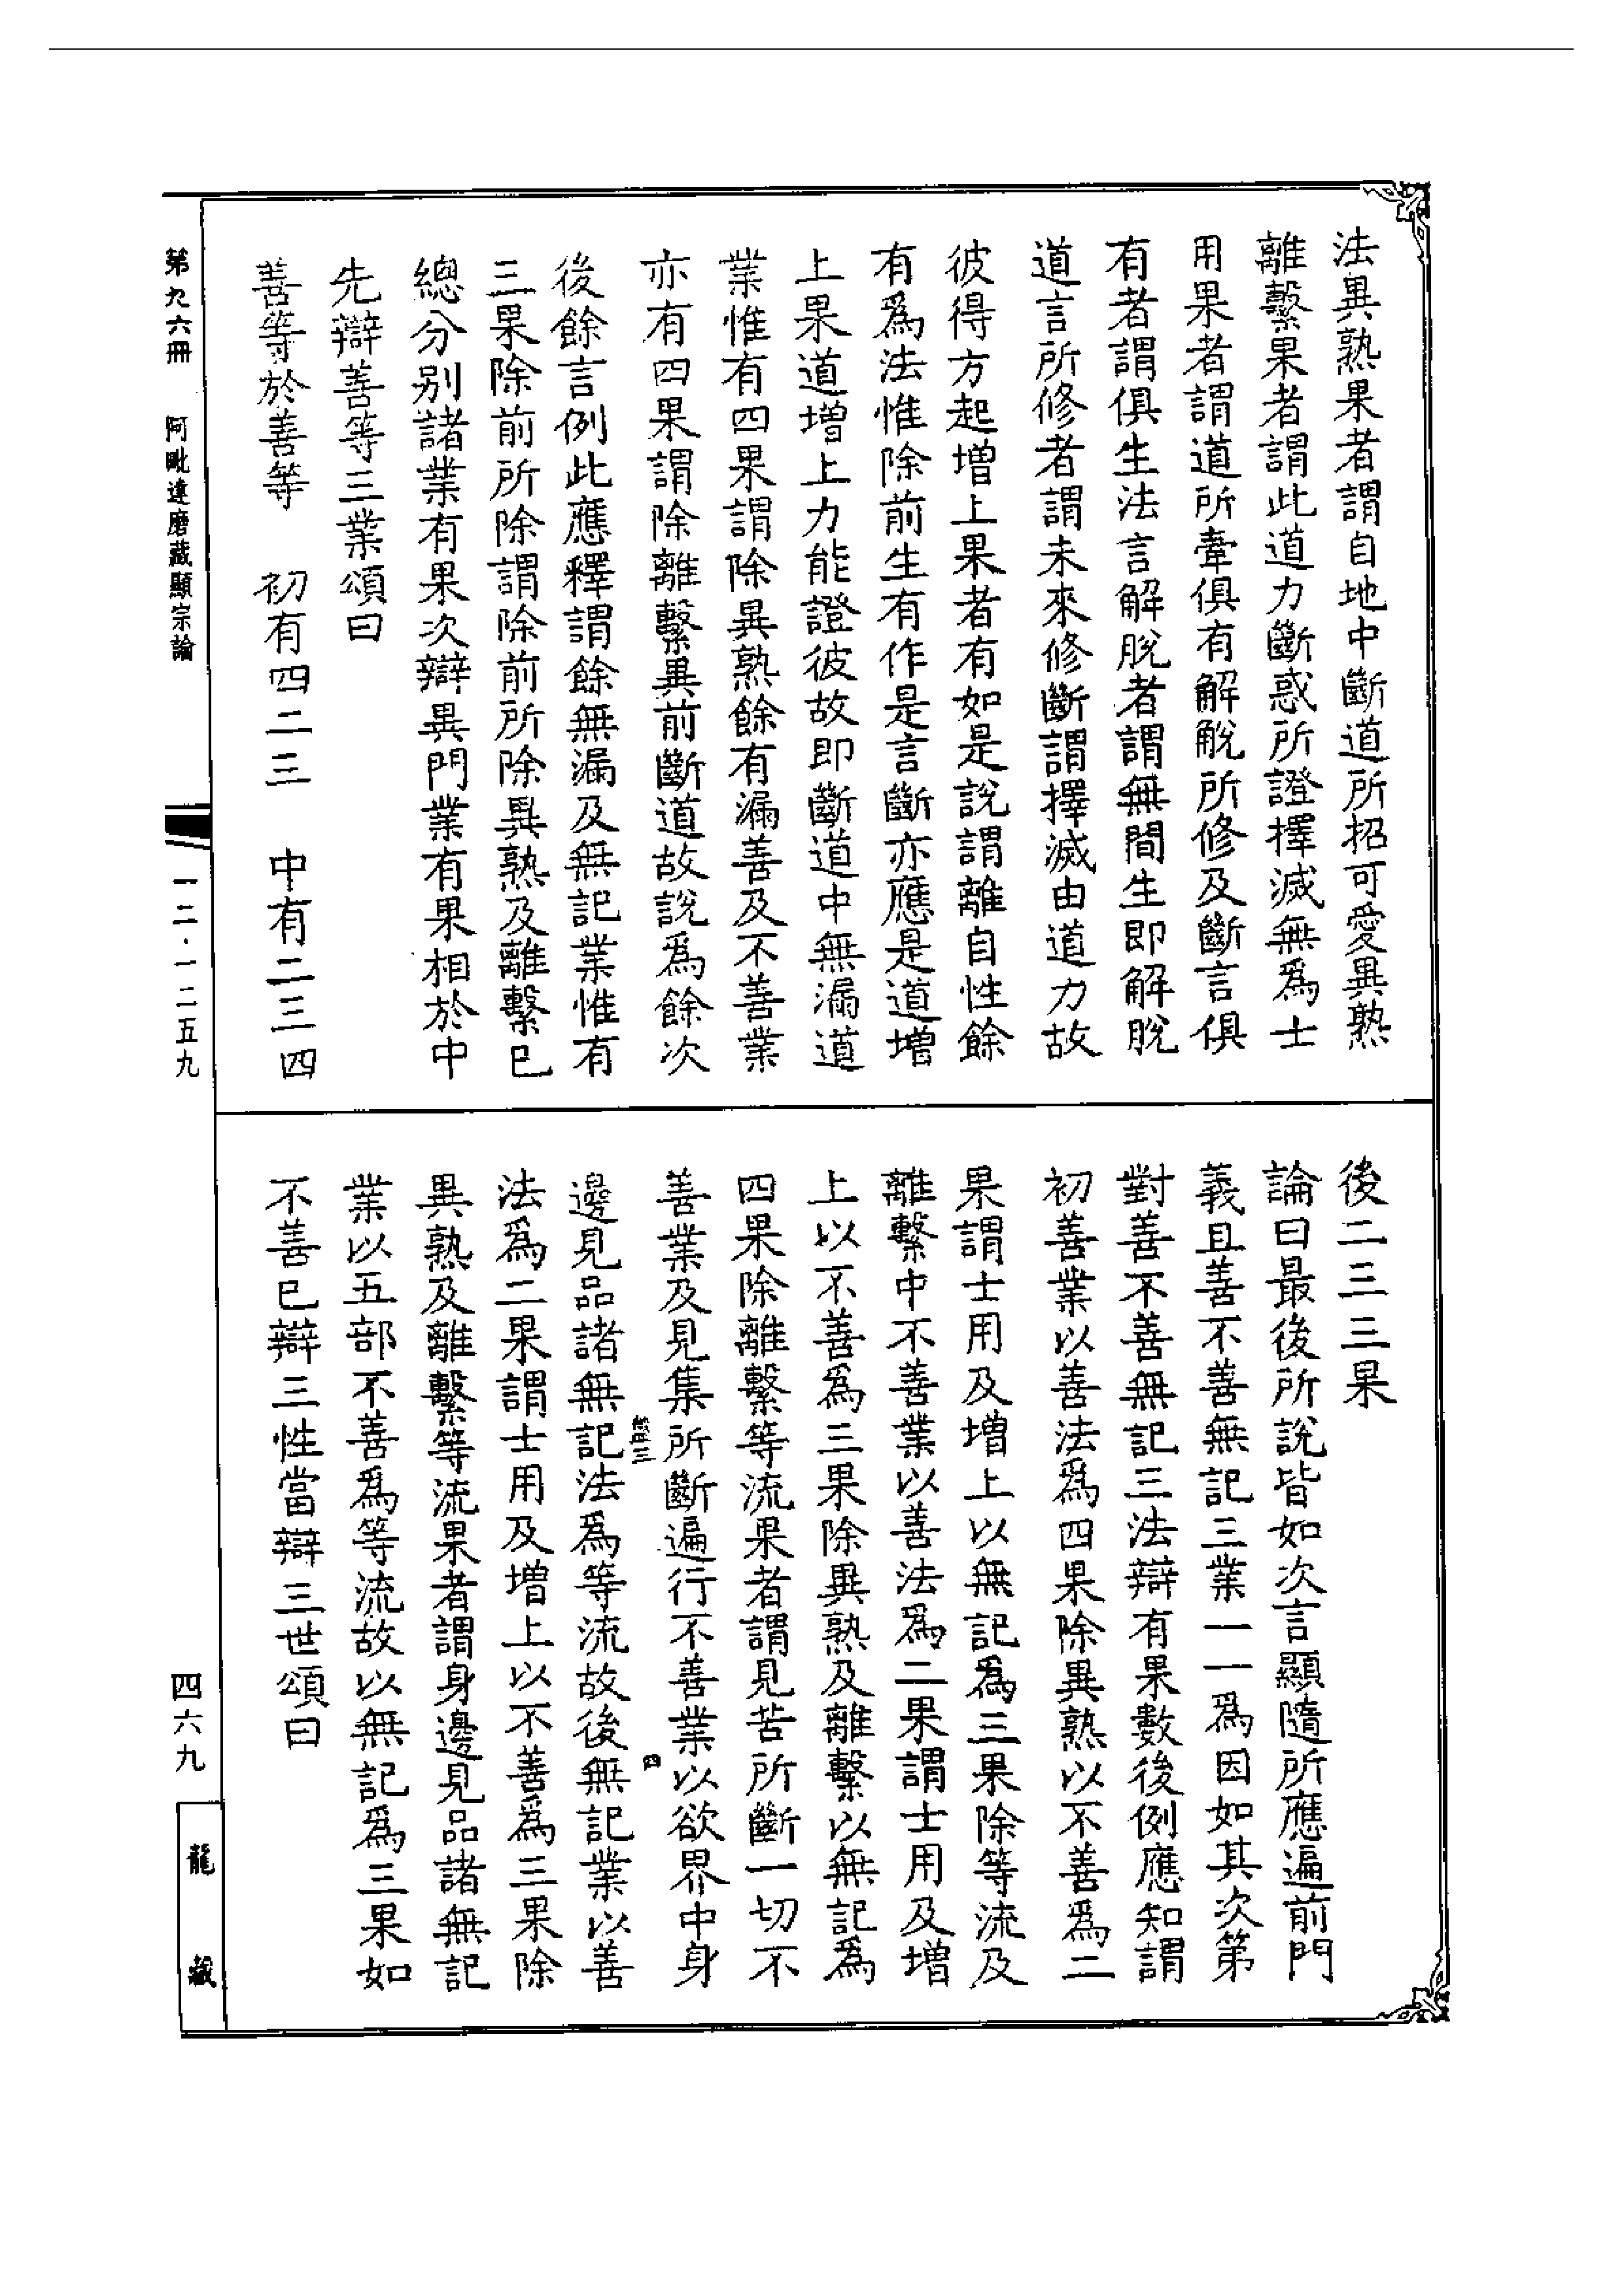 法異熟果者謂自地中斷道所招可愛異熟
離繫果者謂此道力斷惑所證擇滅無為士
用果者謂道所牽俱有解脫所修及斷言俱
有者謂俱生法言解脫者謂無間生即解脫
道言所修者謂未來修斷謂擇滅由道力故
彼得方起增上果者有如是說謂離自性餘
有為法惟除前生有作是言斷亦應是道增
上果道增上力能證彼故即斷道中無漏道
業惟有四果謂除異熟餘有漏善及不善業
亦有四果謂除離繫異前斷道故說為餘次
後餘言例此應釋謂餘無漏及無記業惟有
三果除前所除謂除前所除異熟及離繫已
總分別諸業有果次辯異門業有果相於中
先辯善等三業頌曰
善等於善等　初有四二三　中有二三四
後二三三果
論曰最後所說皆如次言顯隨所應遍前門
義且善不善無記三業一一為因如其次第
對善不善無記三法辯有果數後例應知謂
初善業以善法為四果除異熟以不善為二
果謂士用及增上以無記為三果除等流及
離繫中不善業以善法為二果謂士用及增
上以不善為三果除異熟及離繫以無記為
四果除離繫等流果者謂見苦所斷一切不
善業及見集所斷遍行不善業以欲界中身
邊見品諸無記法為等流故後無記業以善
法為二果謂士用及增上以不善為三果除
異熟及離繫等流果者謂身邊見品諸無記
業以五部不善為等流故以無記為三果如
不善已辯三性當辯三世頌曰
第九六冊　阿毗達磨藏顯宗論
一二·一二五九
四六九
龍藏